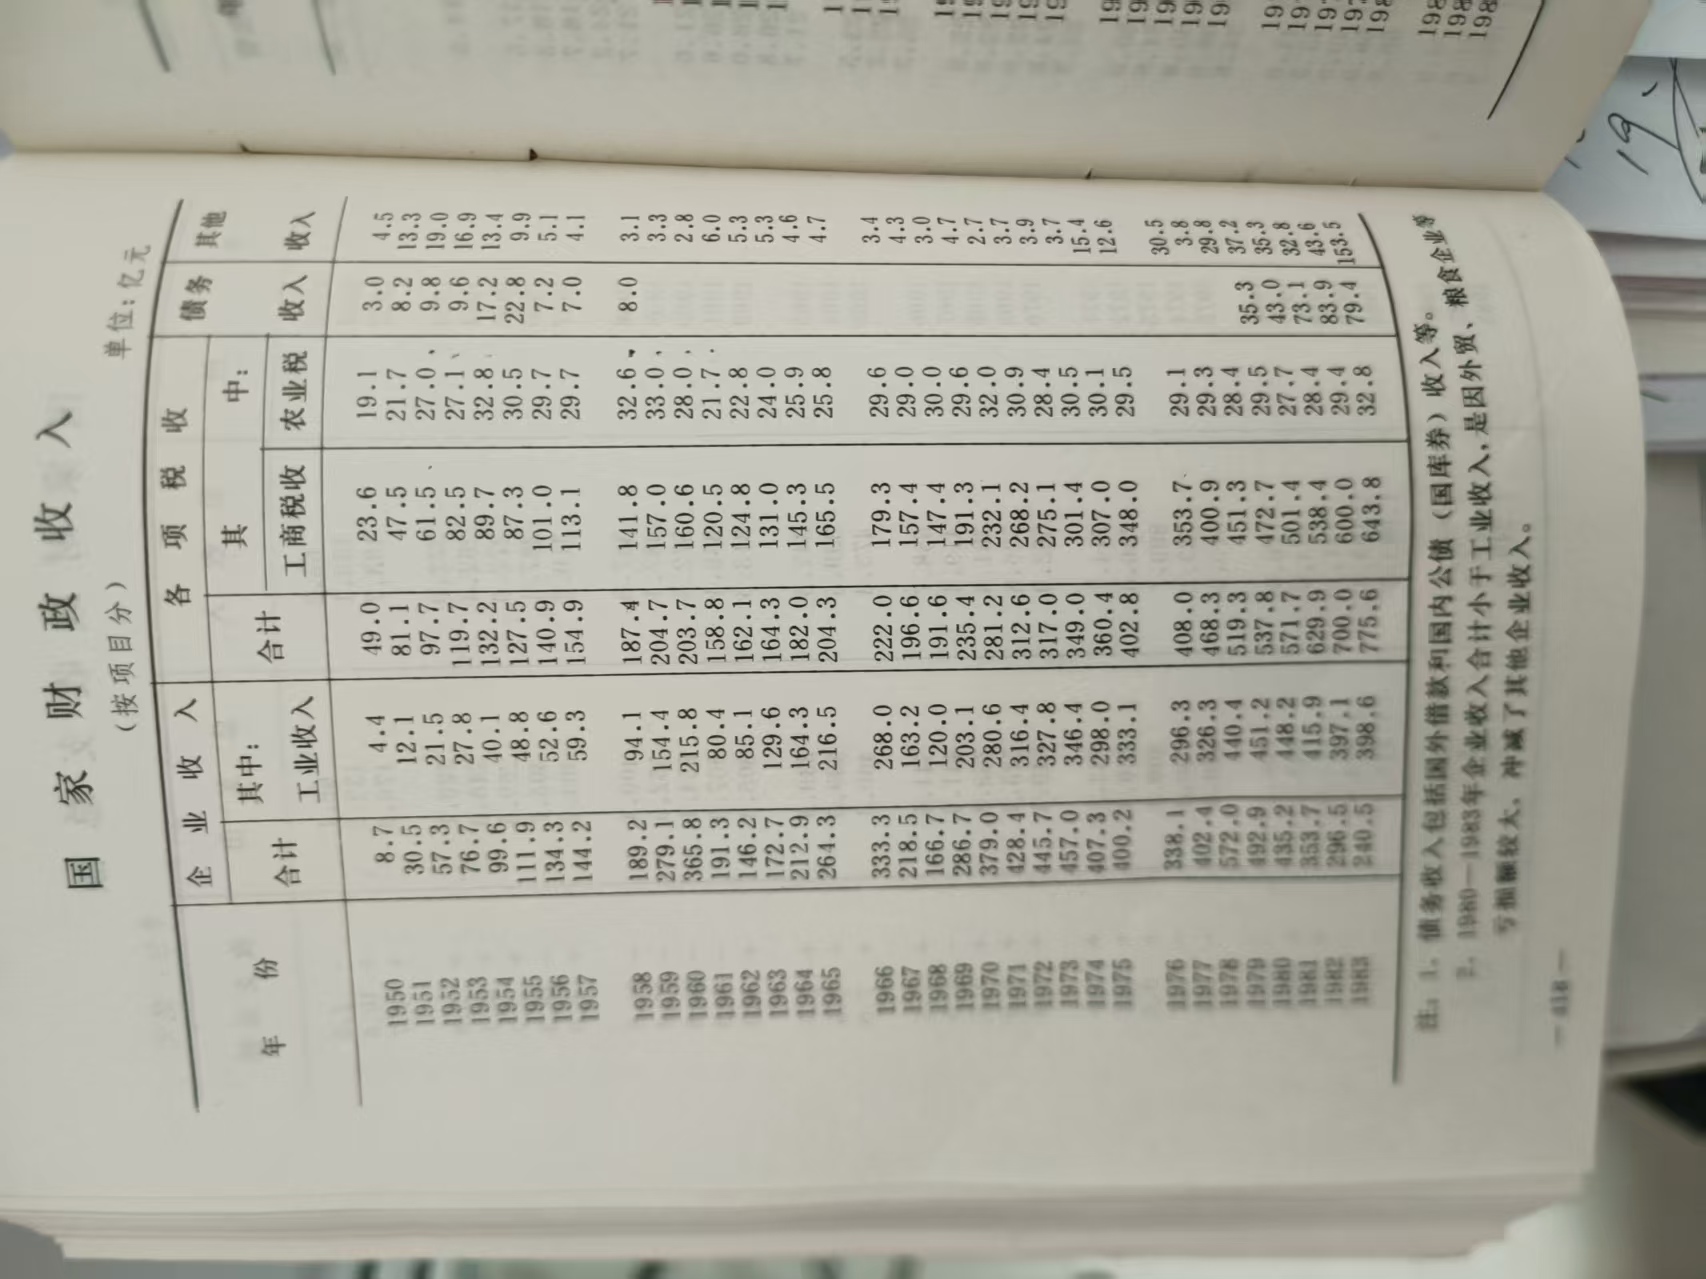 国家财政收入
（按项目分）
单位：亿元
年份 企业收入 各项税收 债务收入 其他收入
合计 其中：工业收入 合计 其中：工商税收 农业税
1950 8.7 4.4 49.0 23.6 19.1 3.0 4.5
1951 30.5 12.1 81.1 47.5 21.7 8.2 13.3
1952 57.3 21.5 97.7 61.5 27.0 9.8 19.0
1953 76.7 27.8 119.7 82.5 27.1 9.6 16.9
1954 99.6 40.1 132.2 89.7 32.8 17.2 13.4
1955 111.9 48.8 127.5 87.3 30.5 22.8 9.9
1956 134.3 52.6 140.9 101.0 29.7 7.2 5.1
1957 144.2 59.3 154.9 113.1 29.7 7.0 4.1
1958 189.2 94.1 187.4 141.8 32.6 8.0 3.1
1959 279.1 154.4 204.7 157.0 33.0 3.3
1960 365.8 215.8 203.7 160.6 28.0 2.8
1961 191.3 80.4 158.8 120.5 21.7 6.0
1962 146.2 85.1 162.1 124.8 22.8 5.3
1963 172.7 129.6 164.3 131.0 24.0 5.3
1964 212.9 164.3 182.0 145.3 25.9 4.6
1965 264.3 216.5 204.3 165.5 25.8 4.7
1966 333.3 268.0 222.0 179.3 29.6 3.4
1967 218.5 163.2 196.6 157.4 29.0 4.3
1968 166.7 120.0 191.6 147.4 30.0 3.0
1969 286.7 203.1 235.4 191.3 29.6 4.7
1970 379.0 280.6 281.2 232.1 32.0 2.7
1971 428.4 316.4 312.6 268.2 30.9 3.7
1972 445.7 327.8 317.0 275.1 28.4 3.9
1973 457.0 346.4 349.0 301.4 30.5 3.7
1974 407.3 298.0 360.4 307.0 30.1 15.4
1975 400.2 333.1 402.8 348.0 29.5 12.6
1976 338.1 296.3 408.0 353.7 29.1 30.5
1977 402.4 326.3 468.3 400.9 29.3 3.8
1978 572.0 440.4 519.3 451.3 28.4 29.8
1979 492.9 451.2 537.8 472.7 29.5 35.3 37.2
1980 435.2 448.2 571.7 501.4 27.7 43.0 35.3
1981 353.7 415.9 629.9 538.4 28.4 73.1 32.8
1982 296.5 397.1 700.0 600.0 29.4 83.9 43.6
1983 240.5 398.6 775.6 643.8 32.8 79.4 153.5
注：1. 债务收入包括国外借款和国内公债（国库券）收入等。
2. 1980—1983年企业收入合计小于工业收入，是因外贸、粮食企业等
亏损额较大，冲减了其他企业收入。
—418—
19、